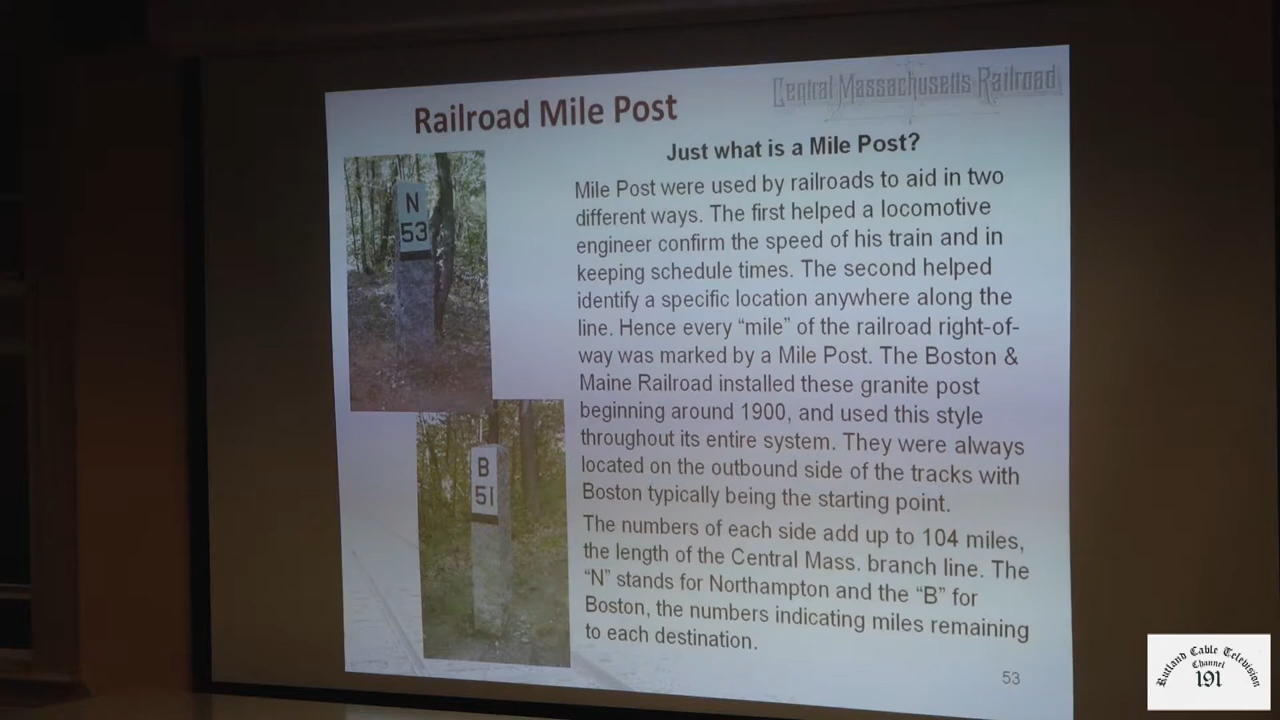 Central Massachusetts Railroad
Railroad Mile Post
Just what is a Mile Post?
N
53
B
51
Mile Post were used by railroads to aid in two
different ways. The first helped a locomotive
engineer confirm the speed of his train and in
keeping schedule times. The second helped
identify a specific location anywhere along the
line. Hence every “mile” of the railroad right-of-
way was marked by a Mile Post. The Boston &
Maine Railroad installed these granite post
beginning around 1900, and used this style
throughout its entire system. They were always
located on the outbound side of the tracks with
Boston typically being the starting point.
The numbers of each side add up to 104 miles,
the length of the Central Mass. branch line. The
“N” stands for Northampton and the “B” for
Boston, the numbers indicating miles remaining
to each destination.
53
Rutland Cable Television
Channel
191